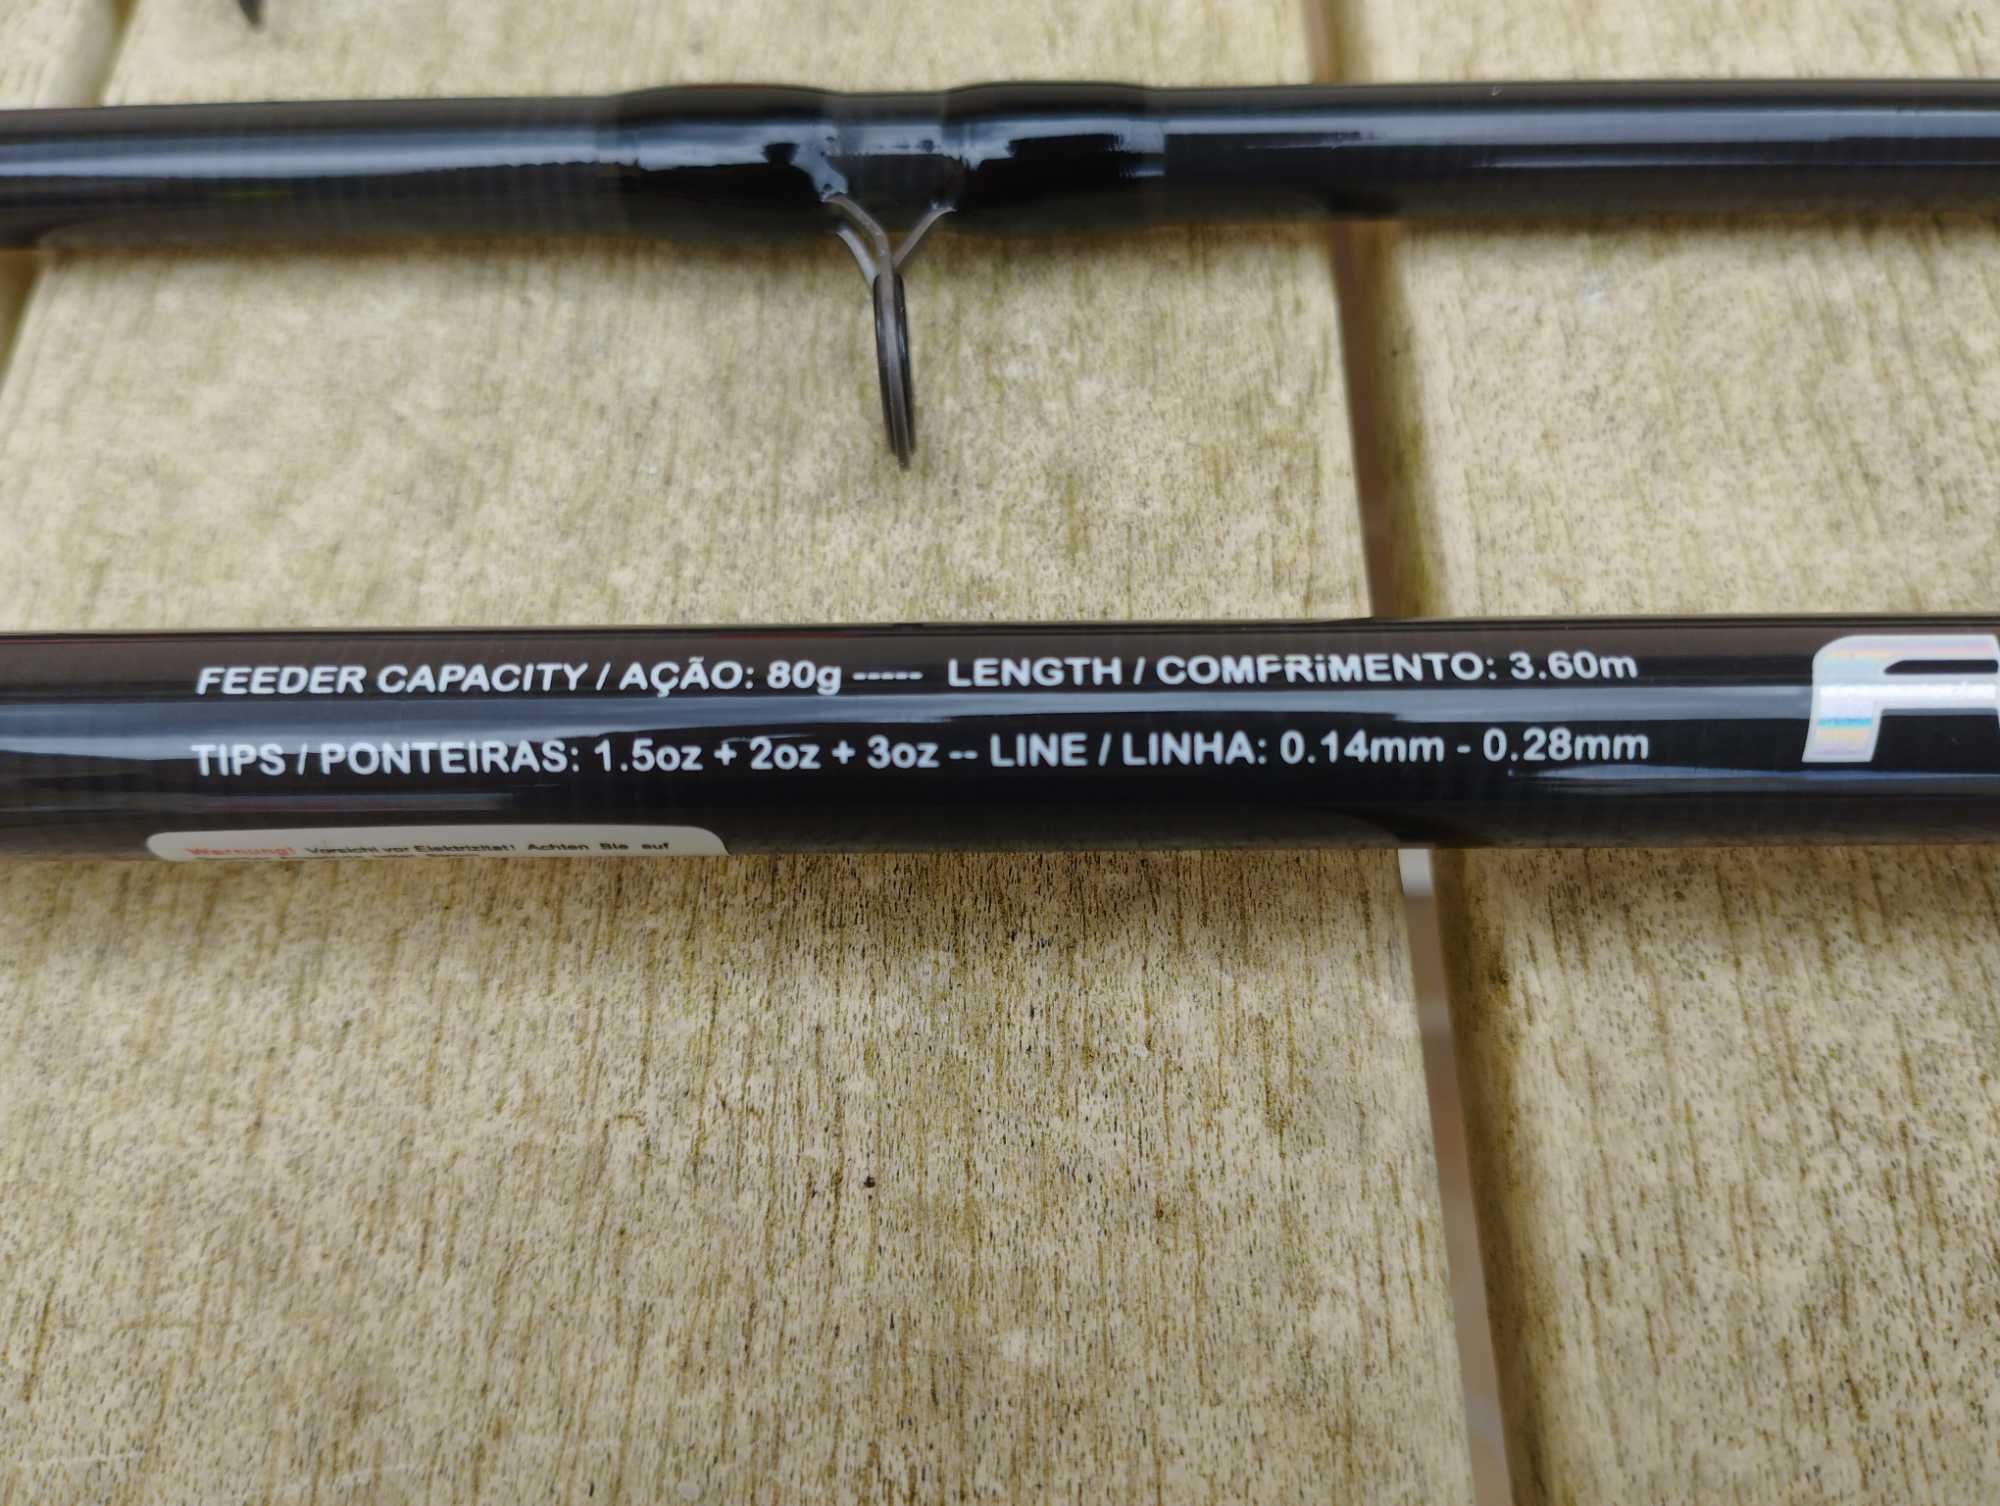 FEEDER CAPACITY / AÇÃO: 80g ----- LENGTH / COMPRiMENTO: 3.60m
TIPS / PONTEIRAS: 1.5oz + 2oz + 3oz -- LINE / LINHA: 0.14mm - 0.28mm
Warnung! Vorsicht vor Elektrizität! Achten Sie auf